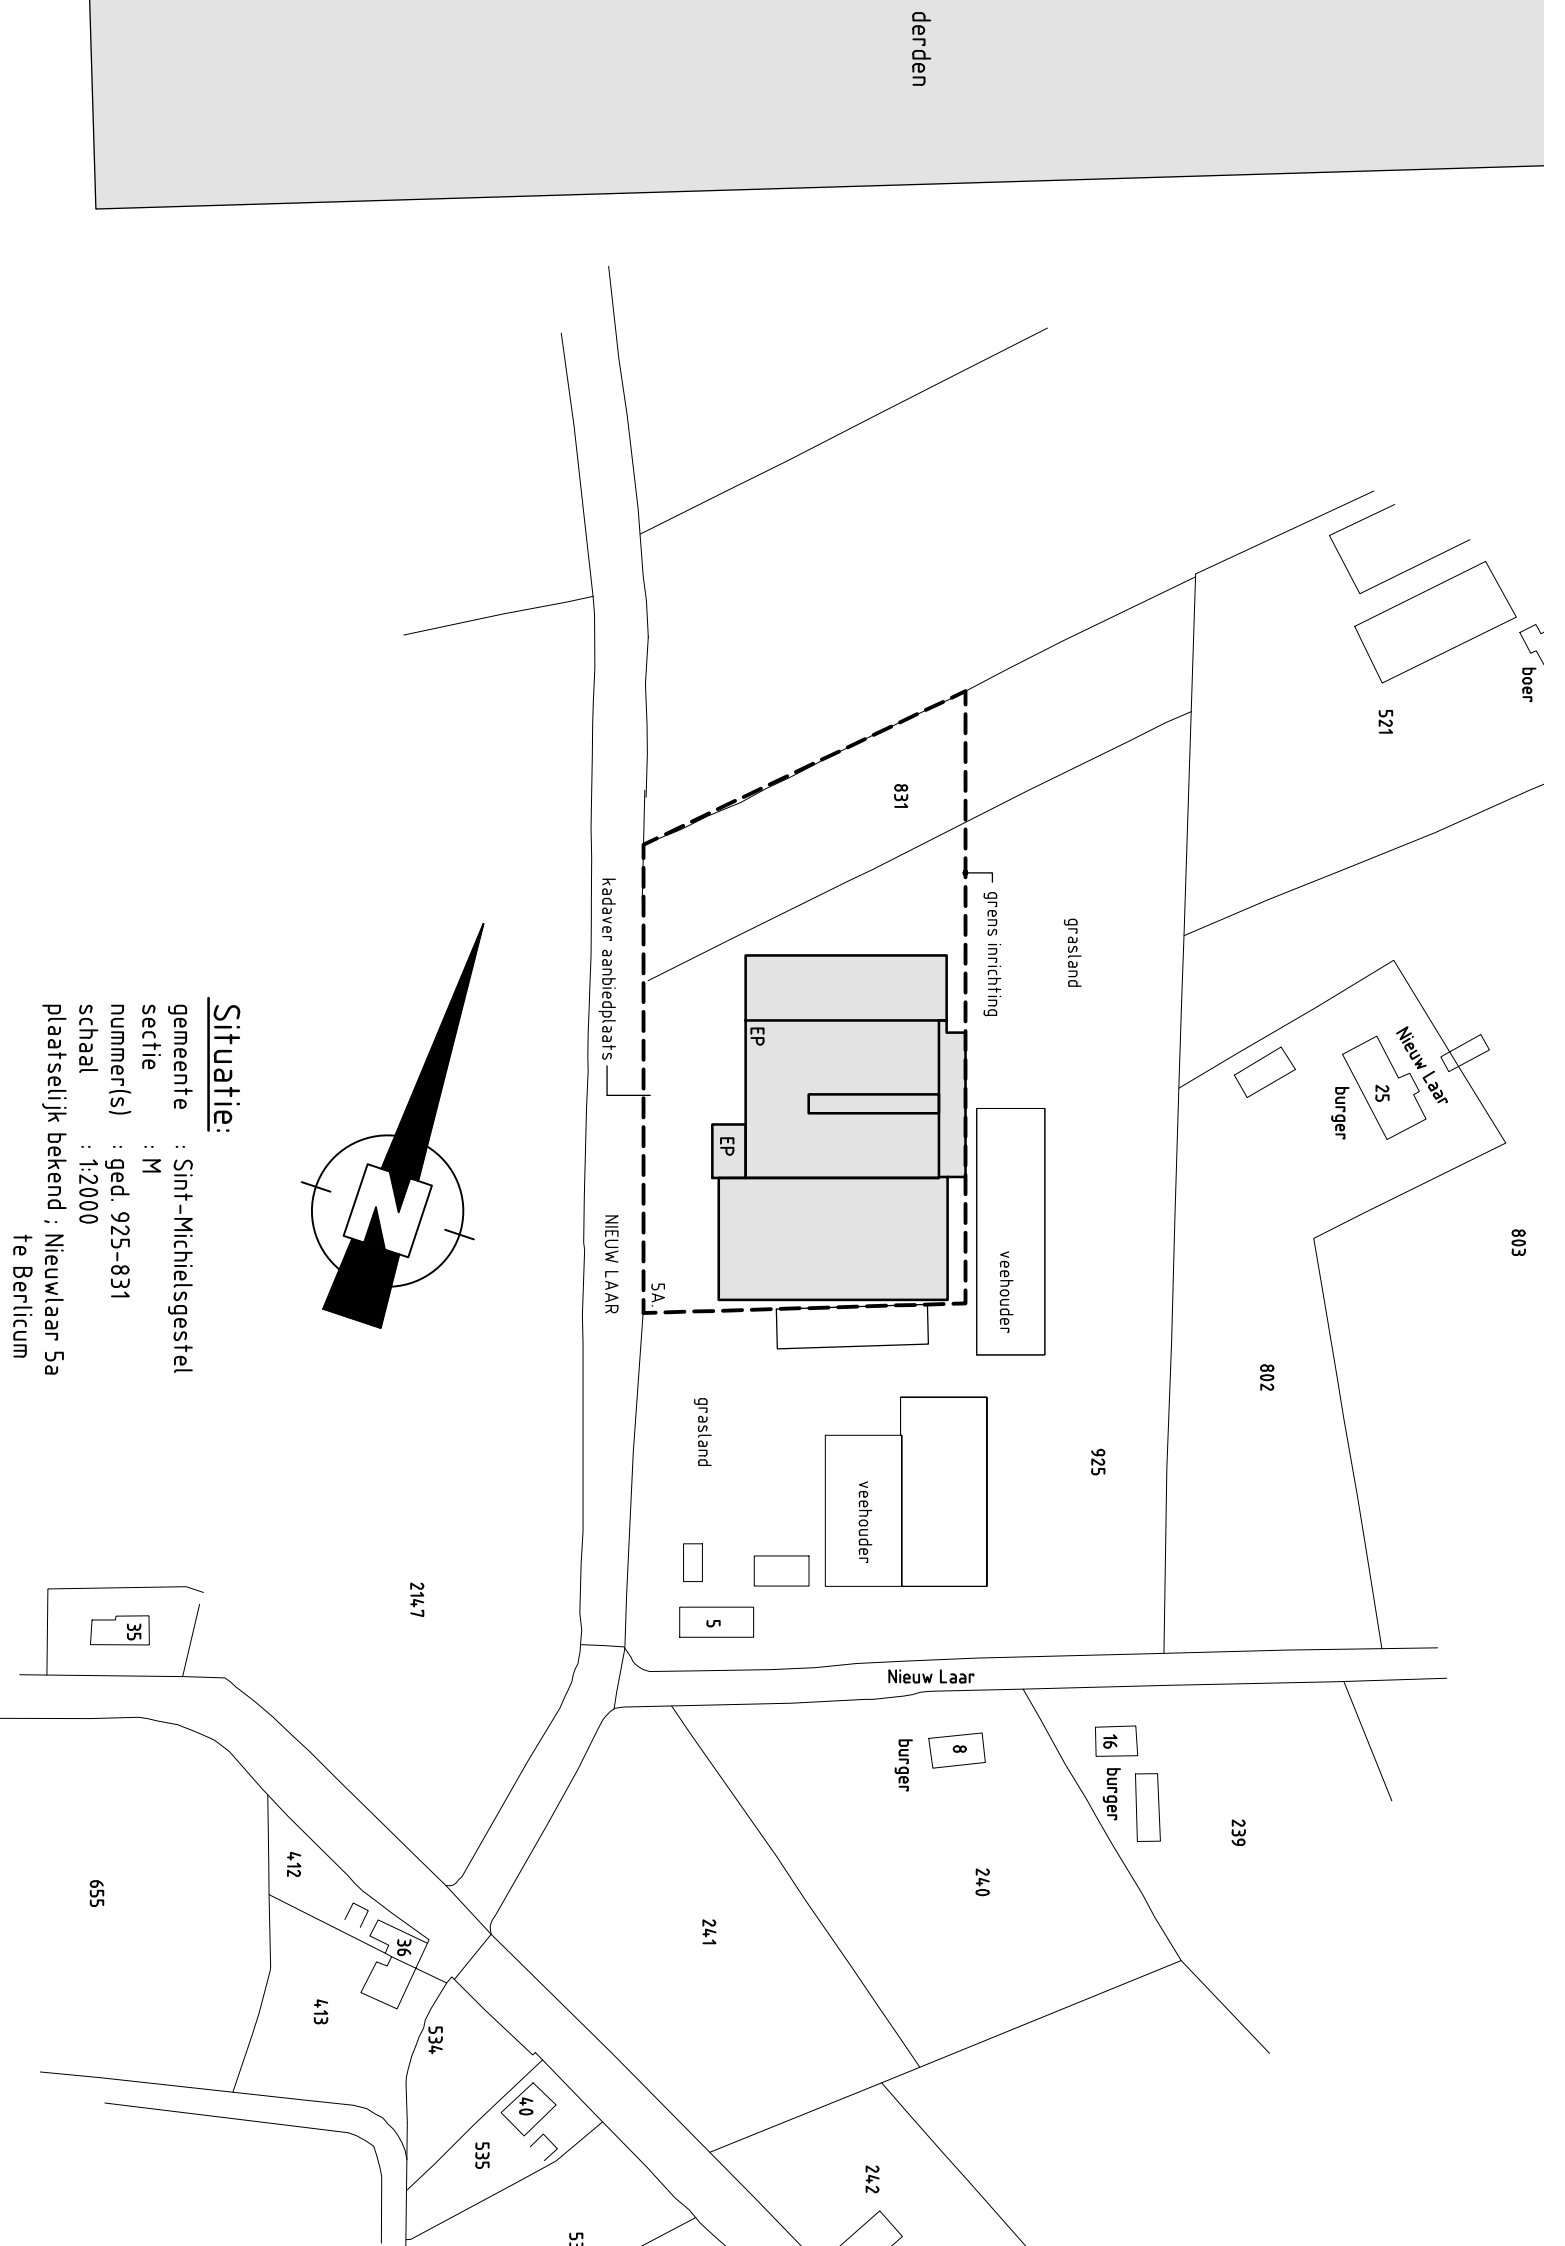 derden
boer
521
831
grens inrichting
grasland
kadaver aanbiedplaats
EP
EP
NIEUW LAAR
5A.
veehouder
Nieuw Laar
25
burger
803
802
925
grasland
veehouder
5
N
Situatie:
gemeente : Sint-Michielsgestel
sectie : M
nummer(s) : ged. 925-831
schaal : 1:2000
plaatselijk bekend ; Nieuwlaar 5a
te Berlicum
2147
35
Nieuw Laar
8
burger
16
burger
239
240
241
242
655
412
36
413
534
40
535